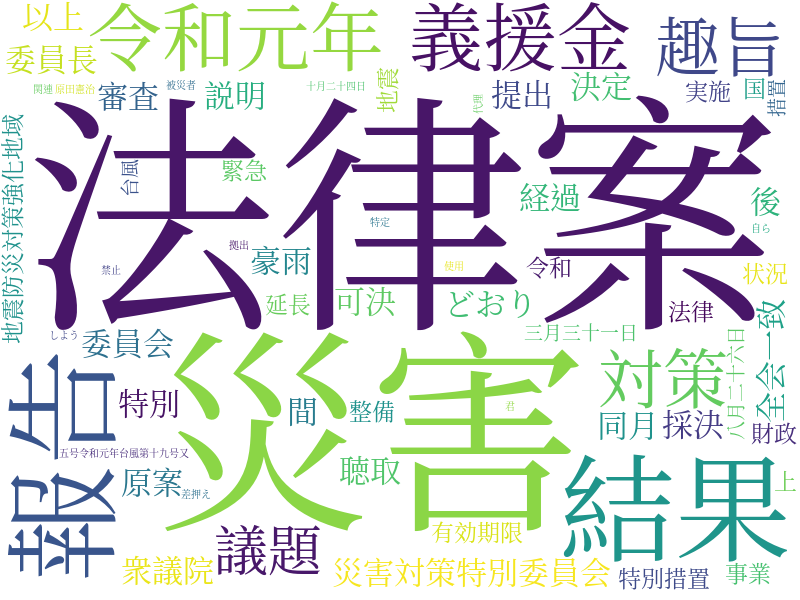 以上
令和元年
義援金
趣旨
委員長
関連
原田憲治
審査
被災者
説明
十月二十四日
地震
代理
提出
決定
実施
国
措置
地震防災対策強化地域
法律案
台風
緊急
特定
経過
後
自ら
拠出
禁止
豪雨
使用
令和
状況
延長
可決
どおり
法律
三月三十一日
しよう
委員会
災害
対策
八月二十六日
全会一致
報告
特別
間
整備
君
同月
採決
財政
五号令和元年台風第十九号又
原案
差押え
聴取
結果
上
議題
有効期限
衆議院
災害対策特別委員会
特別措置
事業